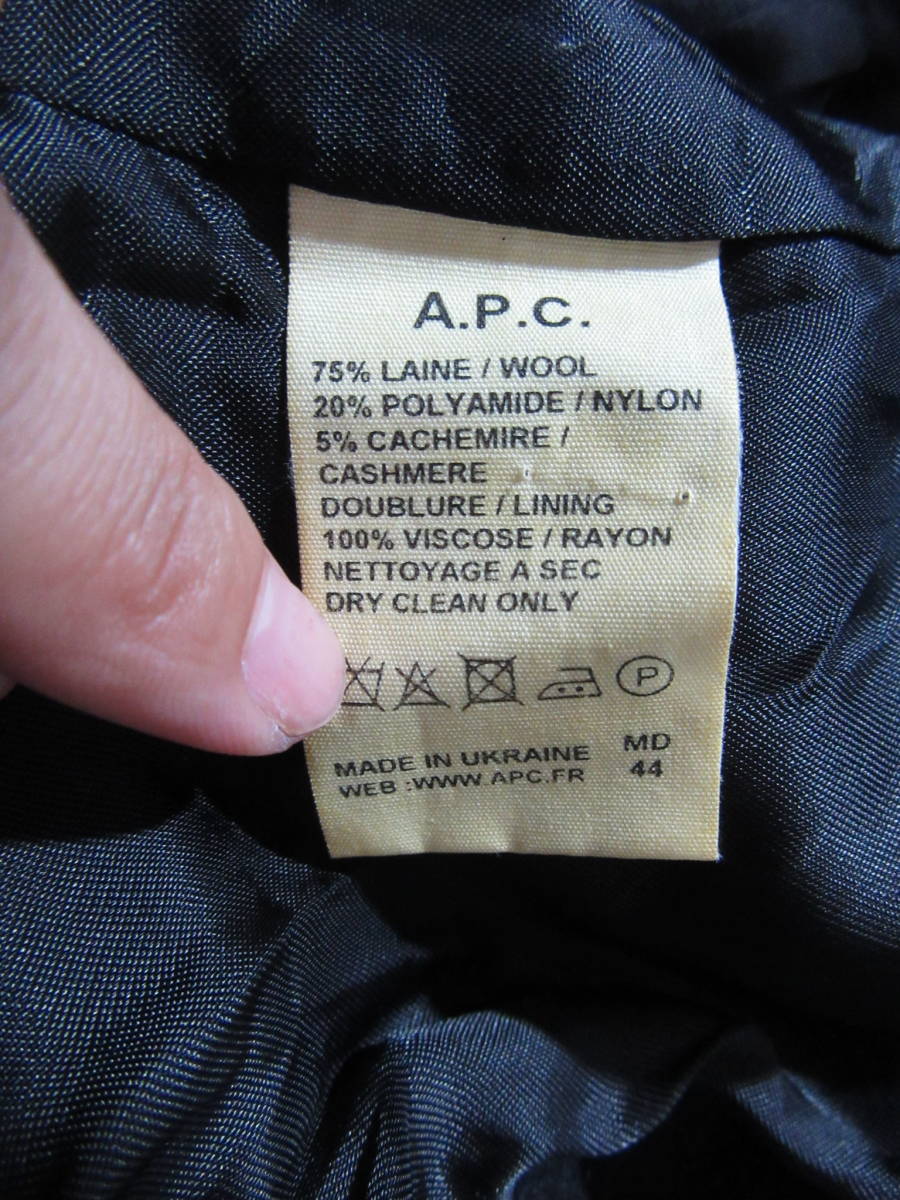 A.P.C.
75% LAINE / WOOL
20% POLYAMIDE / NYLON
5% CACHEMIRE /
CASHMERE
DOUBLURE / LINING
100% VISCOSE / RAYON
NETTOYAGE A SEC
DRY CLEAN ONLY
P
MADE IN UKRAINE MD
WEB :WWW APC.FR 44